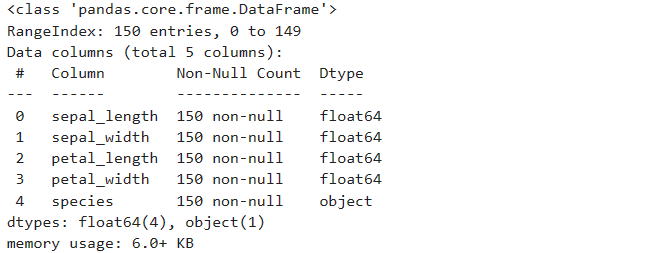 <class 'pandas.core.frame.DataFrame'>
RangeIndex: 150 entries, 0 to 149
Data columns (total 5 columns):
 #   Column        Non-Null Count  Dtype
---  ------        --------------  -----
 0   sepal_length  150 non-null    float64
 1   sepal_width   150 non-null    float64
 2   petal_length  150 non-null    float64
 3   petal_width   150 non-null    float64
 4   species       150 non-null    object
dtypes: float64(4), object(1)
memory usage: 6.0+ KB